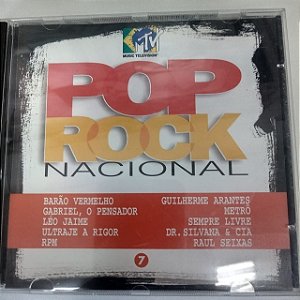 MTV
MUSIC TELEVISION
POP
ROCK
NACIONAL
BARÃO VERMELHO
GABRIEL, O PENSADOR
LÉO JAIME
ULTRAJE A RIGOR
RPM
GUILHERME ARANTES
METRÔ
SEMPRE LIVRE
DR. SILVANA & CIA
RAUL SEIXAS
7